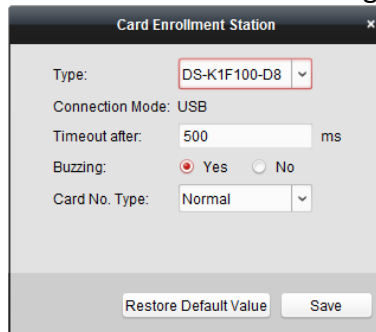 Card Enrollment Station ×
Type: DS-K1F100-D8
Connection Mode: USB
Timeout after: 500 ms
Buzzing: Yes No
Card No. Type: Normal
Restore Default Value Save